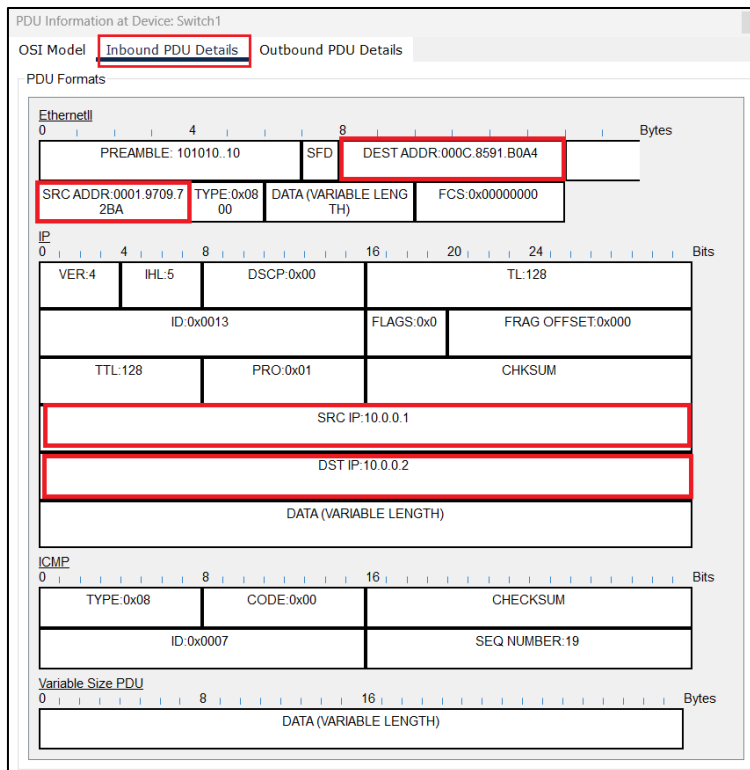 PDU Information at Device: Switch1
OSI Model Inbound PDU Details Outbound PDU Details
PDU Formats
EthernetII
0 4 8 Bytes
PREAMBLE: 101010..10 SFD DEST ADDR:000C.8591.B0A4
SRC ADDR:0001.9709.7 TYPE:0x08 DATA (VARIABLE LENG FCS:0x00000000
2BA 00 TH)
IP
0 4 8 16 20 24 Bits
VER:4 IHL:5 DSCP:0x00 TL:128
ID:0x0013 FLAGS:0x0 FRAG OFFSET:0x000
TTL:128 PRO:0x01 CHKSUM
SRC IP:10.0.0.1
DST IP:10.0.0.2
DATA (VARIABLE LENGTH)
ICMP
0 8 16 Bits
TYPE:0x08 CODE:0x00 CHECKSUM
ID:0x0007 SEQ NUMBER:19
Variable Size PDU
0 8 16 Bytes
DATA (VARIABLE LENGTH)